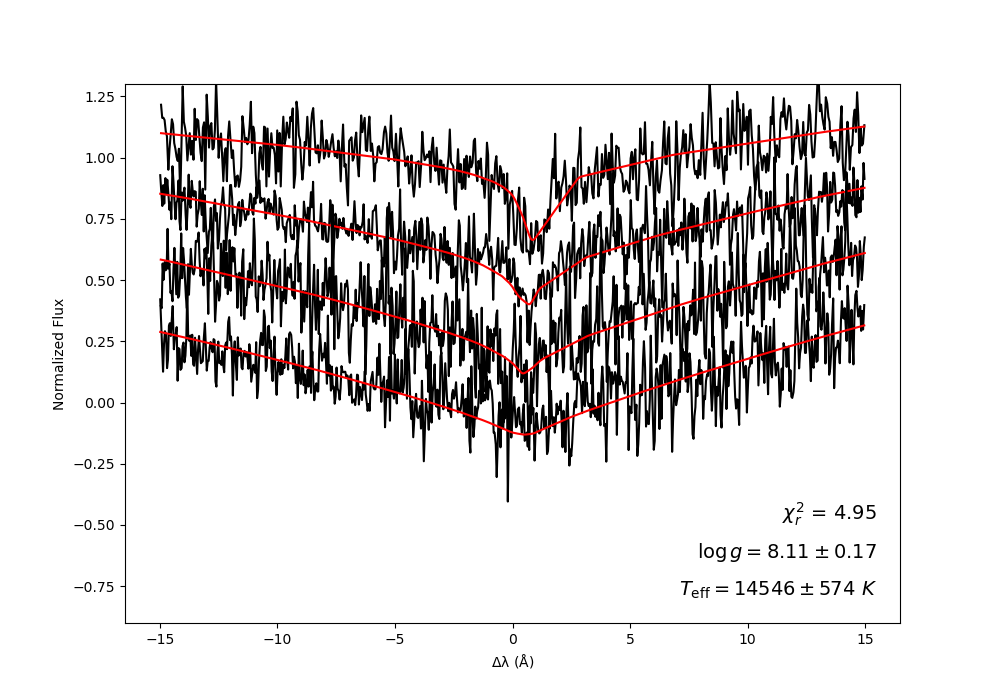 1.25
1.00
0.75
0.50
0.25
0.00
−0.25
−0.50
−0.75
Normalized Flux
χ²ᵣ = 4.95
log g = 8.11 ± 0.17
T_eff = 14546 ± 574 K
−15 −10 −5 0 5 10 15
Δλ (Å)